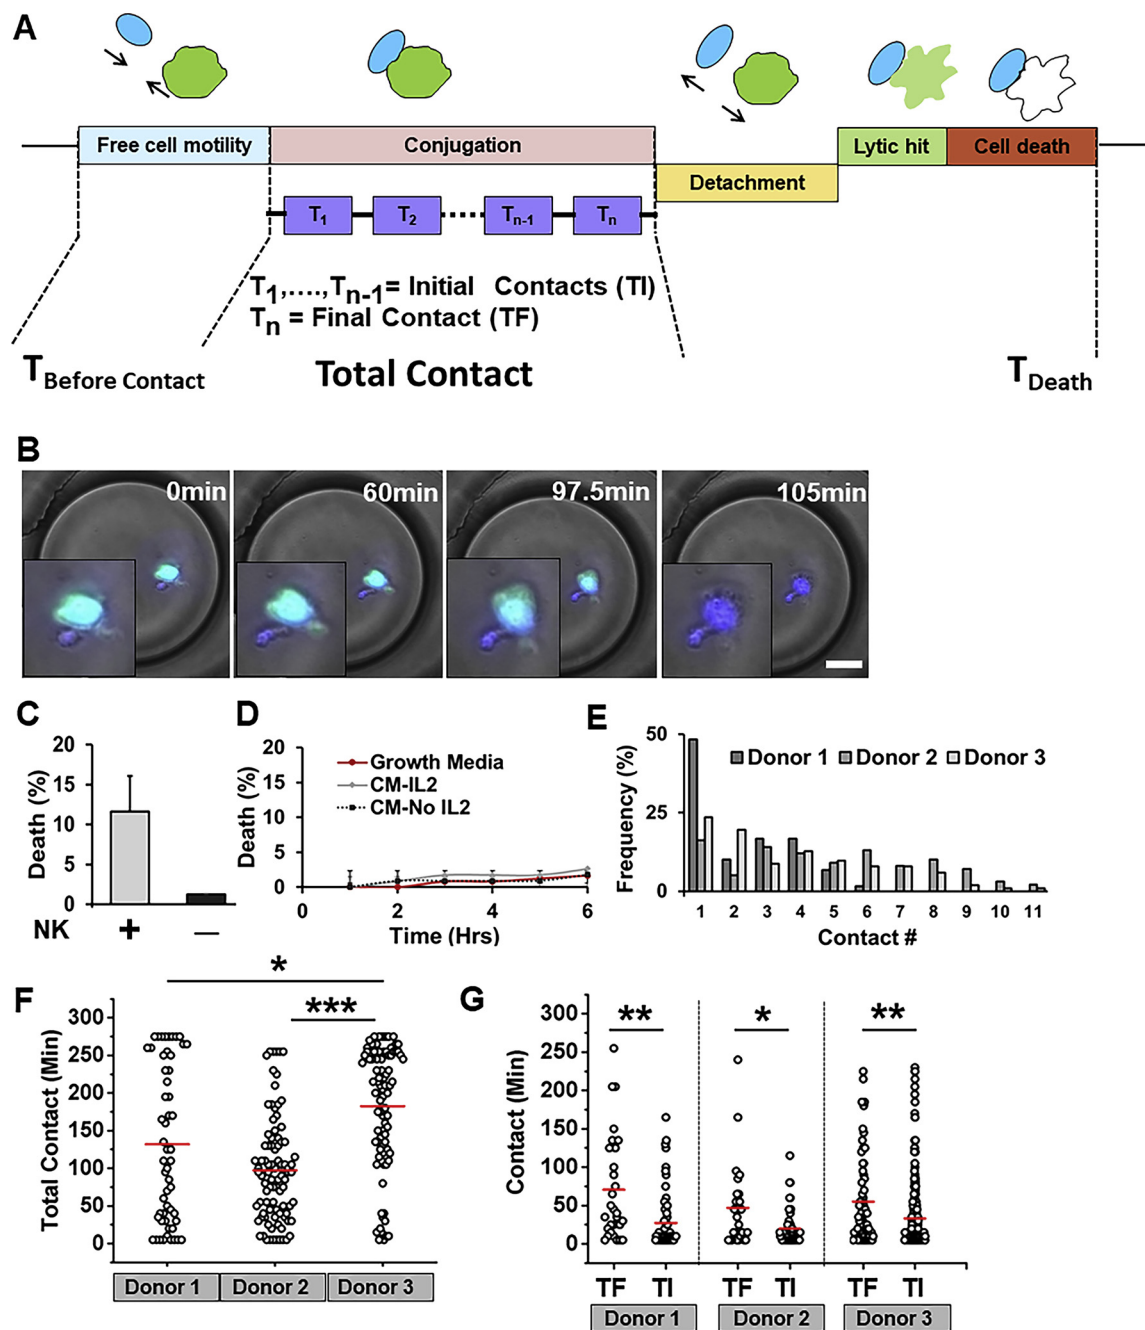 A
Free cell motility
Conjugation
Lytic hit
Cell death
Detachment
T1
T2
Tn-1
Tn
T1,....,Tn-1= Initial Contacts (TI)
Tn = Final Contact (TF)
TBefore Contact
Total Contact
TDeath
B
0min
60min
97.5min
105min
C
Death (%)
20
15
10
5
0
NK
+
—
D
Death (%)
20
15
10
5
0
Growth Media
CM-IL2
CM-No IL2
0 2 4 6
Time (Hrs)
E
Frequency (%)
50
25
0
Donor 1 Donor 2 Donor 3
1 2 3 4 5 6 7 8 9 10 11
Contact #
F
Total Contact (Min)
300
250
200
150
100
50
0
*
***
Donor 1 Donor 2 Donor 3
G
Contact (Min)
300
250
200
150
100
50
0
** * **
TF TI TF TI TF TI
Donor 1 Donor 2 Donor 3